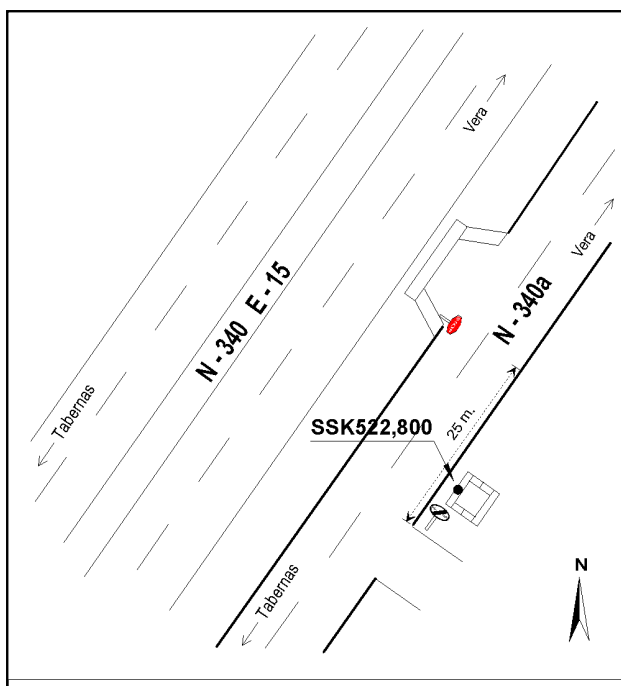 Vera
N
-
340
E
-
15
Vera
N
-
340a
Tabernas
25 m.
SSK522,800
Tabernas
N